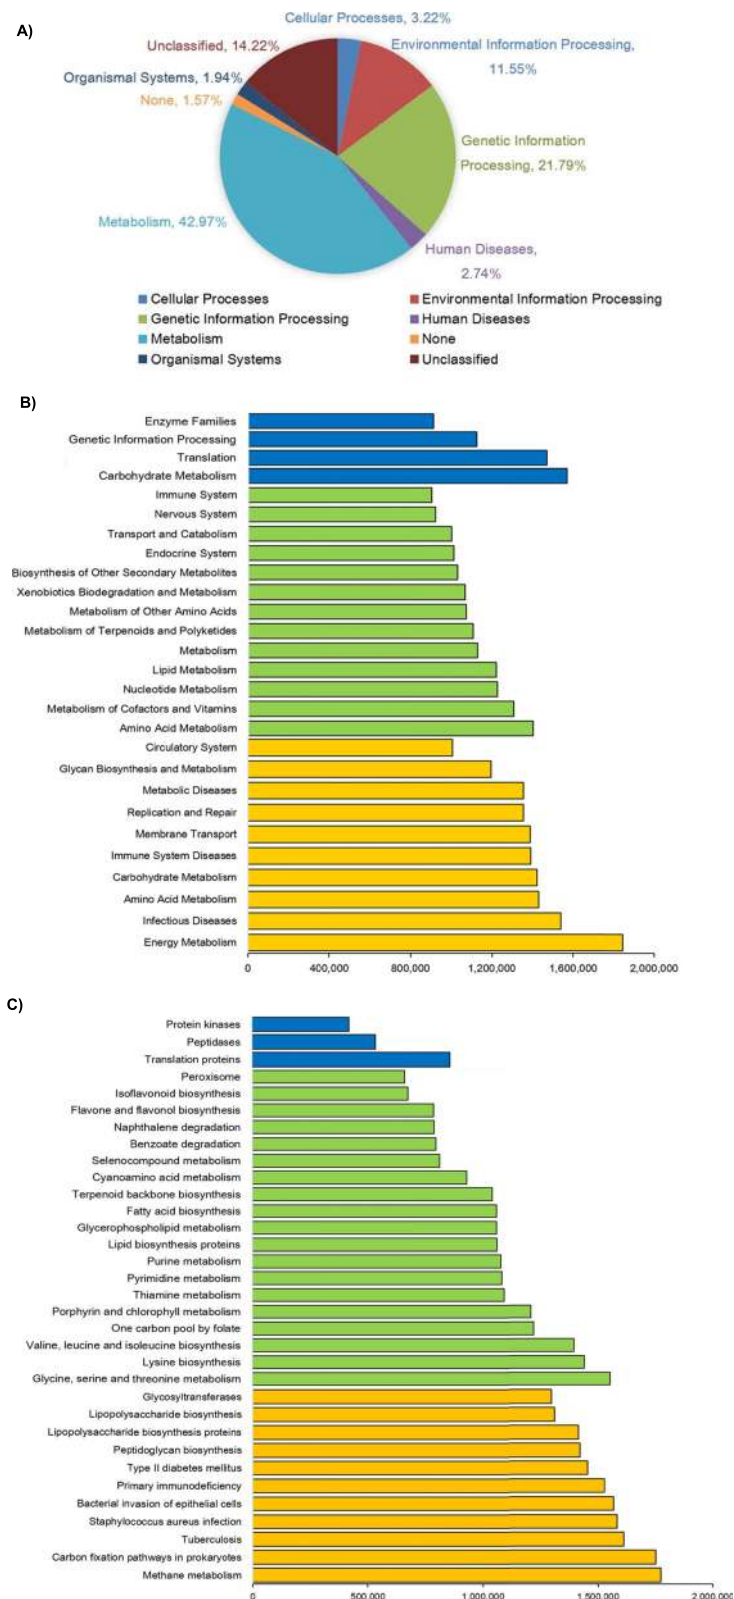 A)
Cellular Processes, 3.22%
Environmental Information Processing,
11.55%
Unclassified, 14.22%
Organismal Systems, 1.94%
None, 1.57%
Genetic Information
Processing, 21.79%
Metabolism, 42.97%
Human Diseases,
2.74%
Cellular Processes
Environmental Information Processing
Genetic Information Processing
Human Diseases
Metabolism
None
Organismal Systems
Unclassified
B)
Enzyme Families
Genetic Information Processing
Translation
Carbohydrate Metabolism
Immune System
Nervous System
Transport and Catabolism
Endocrine System
Biosynthesis of Other Secondary Metabolites
Xenobiotics Biodegradation and Metabolism
Metabolism of Other Amino Acids
Metabolism of Terpenoids and Polyketides
Metabolism
Lipid Metabolism
Nucleotide Metabolism
Metabolism of Cofactors and Vitamins
Amino Acid Metabolism
Circulatory System
Glycan Biosynthesis and Metabolism
Metabolic Diseases
Replication and Repair
Membrane Transport
Immune System Diseases
Carbohydrate Metabolism
Amino Acid Metabolism
Infectious Diseases
Energy Metabolism
0 400,000 800,000 1,200,000 1,600,000 2,000,000
C)
Protein kinases
Peptidases
Translation proteins
Peroxisome
Isoflavonoid biosynthesis
Flavone and flavonol biosynthesis
Naphthalene degradation
Benzoate degradation
Selenocompound metabolism
Cyanoamino acid metabolism
Terpenoid backbone biosynthesis
Fatty acid biosynthesis
Glycerophospholipid metabolism
Lipid biosynthesis proteins
Purine metabolism
Pyrimidine metabolism
Thiamine metabolism
Porphyrin and chlorophyll metabolism
One carbon pool by folate
Valine, leucine and isoleucine biosynthesis
Lysine biosynthesis
Glycine, serine and threonine metabolism
Glycosyltransferases
Lipopolysaccharide biosynthesis
Lipopolysaccharide biosynthesis proteins
Peptidoglycan biosynthesis
Type II diabetes mellitus
Primary immunodeficiency
Bacterial invasion of epithelial cells
Staphylococcus aureus infection
Tuberculosis
Carbon fixation pathways in prokaryotes
Methane metabolism
0 500,000 1,000,000 1,500,000 2,000,000